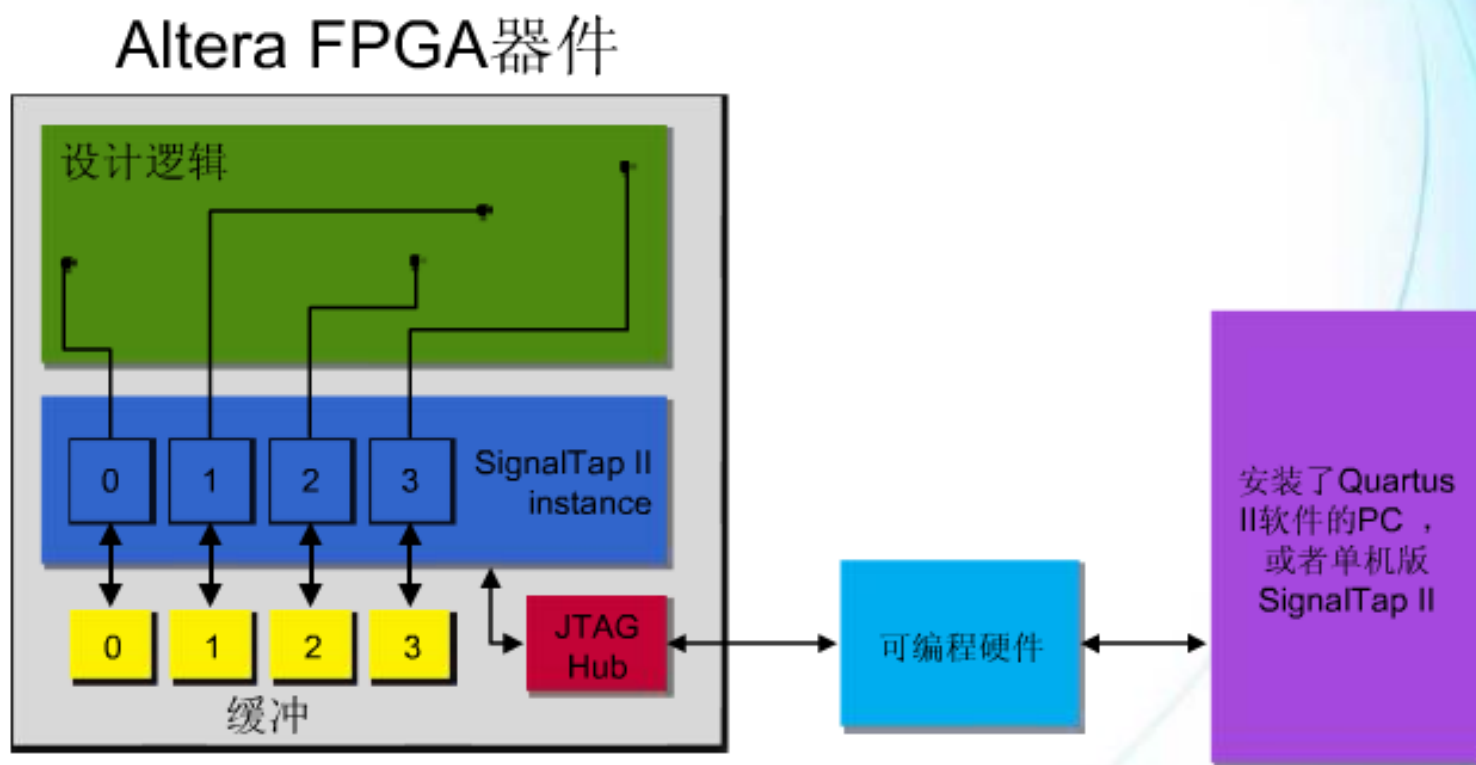 Altera FPGA器件
设计逻辑
0
1
2
3
SignalTap II
instance
0
1
2
3
缓冲
JTAG
Hub
可编程硬件
安装了Quartus
II软件的PC ，
或者单机版
SignalTap II